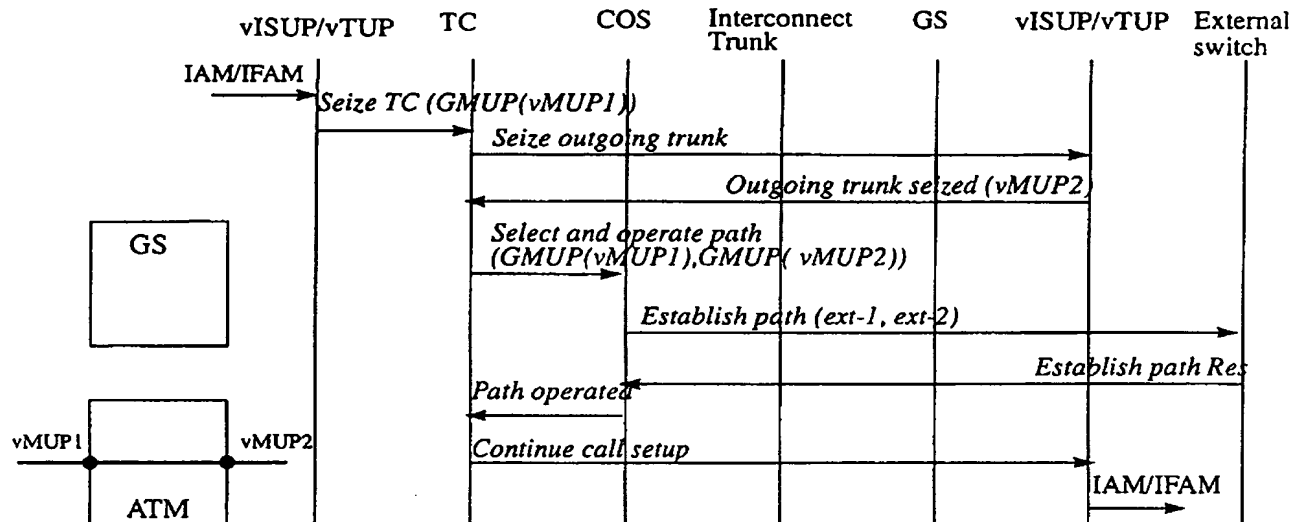 vISUP/vTUP TC COS Interconnect Trunk GS vISUP/vTUP External switch
IAM/IFAM
Seize TC (GMUP(vMUP1))
Seize outgoing trunk
Outgoing trunk seized (vMUP2)
GS
Select and operate path
(GMUP(vMUP1),GMUP( vMUP2))
Establish path (ext-1, ext-2)
Establish path Res
Path operated
vMUP1
vMUP2
Continue call setup
IAM/IFAM
ATM